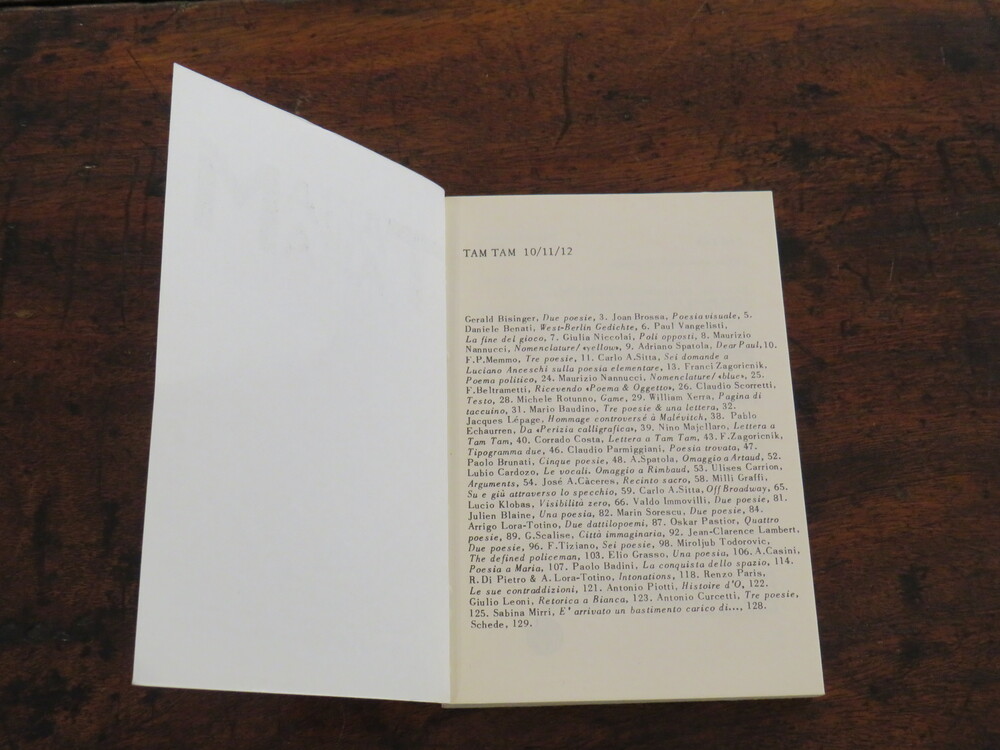 TAM TAM 10/11/12
Gerald Bisinger, Due poesie, 3. Joan Brossa, Poesia visuale, 5.
Daniele Benati, West-Berlin Gedichte, 6. Paul Vangelisti,
La fine del gioco, 7. Giulia Niccolai, Poli opposti, 8. Maurizio
Nannucci, Nomenclature/ «yellow», 9. Adriano Spatola, Dear Paul, 10.
F.P.Memmo, Tre poesie, 11. Carlo A.Sitta, Sei domande a
Luciano Anceschi sulla poesia elementare, 13. Franci Zagoričnik,
Poema politico, 24. Maurizio Nannucci, Nomenclature/ «blue», 25.
F.Beltrametti, Ricevendo «Poema & Oggetto», 26. Claudio Scorretti,
Testo, 28. Michele Rotunno, Game, 29. William Xerra, Pagina di
taccuino, 31. Mario Baudino, Tre poesie & una lettera, 32.
Jacques Lépage, Hommage controversé à Malévitch, 38. Pablo
Echaurren, Da «Perizia calligrafica», 39. Nino Majellaro, Lettera a
Tam Tam, 40. Corrado Costa, Lettera a Tam Tam, 43. F.Zagoricnik,
Tipogramma due, 46. Claudio Parmiggiani, Poesia trovata, 47.
Paolo Brunati, Cinque poesie, 48. A.Spatola, Omaggio a Artaud, 52.
Lubio Cardozo, Le vocali. Omaggio a Rimbaud, 53. Ulises Carrion,
Arguments, 54. José A.Càceres, Recinto sacro, 58. Milli Graffi,
Su e giù attraverso lo specchio, 59. Carlo A.Sitta, Off Broadway, 65.
Lucio Klobas, Visibilità zero, 66. Valdo Immovilli, Due poesie, 81.
Julien Blaine, Una poesia, 82. Marin Sorescu, Due poesie, 84.
Arrigo Lora-Totino, Due dattilopoemi, 87. Oskar Pastior, Quattro
poesie, 89. G.Scalise, Città immaginaria, 92. Jean-Clarence Lambert,
Due poesie, 96. F.Tiziano, Sei poesie, 98. Miroljub Todorovic,
The defined policeman, 103. Elio Grasso, Una poesia, 106. A.Casini,
Poesia a Maria, 107. Paolo Badini, La conquista dello spazio, 114.
R.Di Pietro & A.Lora-Totino, Intonations, 118. Renzo Paris,
Le sue contraddizioni, 121. Antonio Piotti, Histoire d'O, 122.
Giulio Leoni, Retorica a Bianca, 123. Antonio Curcetti, Tre poesie,
125. Sabina Mirri, E' arrivato un bastimento carico di..., 128.
Schede, 129.